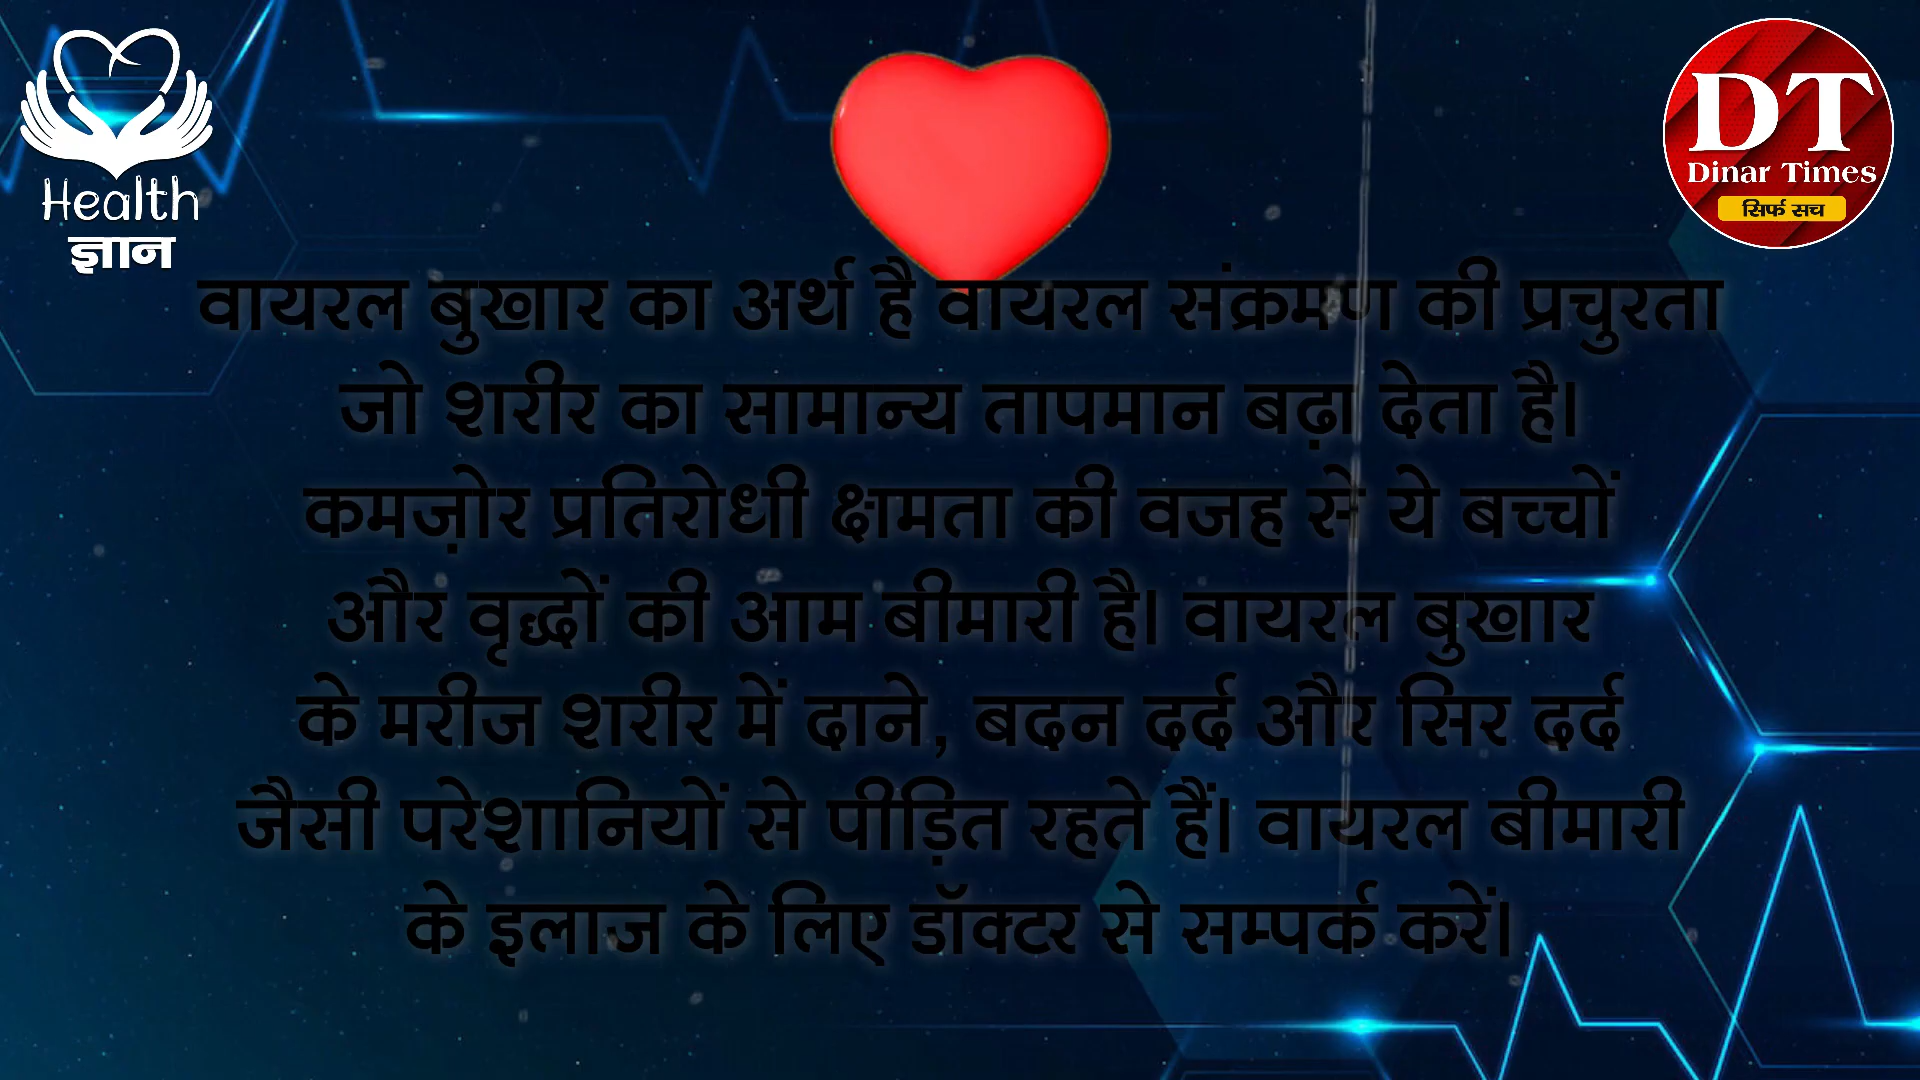 Health
ज्ञान
DT
Dinar Times
सिर्फ सच
वायरल बुखार का अर्थ है वायरल संक्रमण की प्रचुरता
जो शरीर का सामान्य तापमान बढ़ा देता है।
कमज़ोर प्रतिरोधी क्षमता की वजह से ये बच्चों
और वृद्धों की आम बीमारी है। वायरल बुखार
के मरीज शरीर में दाने, बदन दर्द और सिर दर्द
जैसी परेशानियों से पीड़ित रहते हैं। वायरल बीमारी
के इलाज के लिए डॉक्टर से सम्पर्क करें।